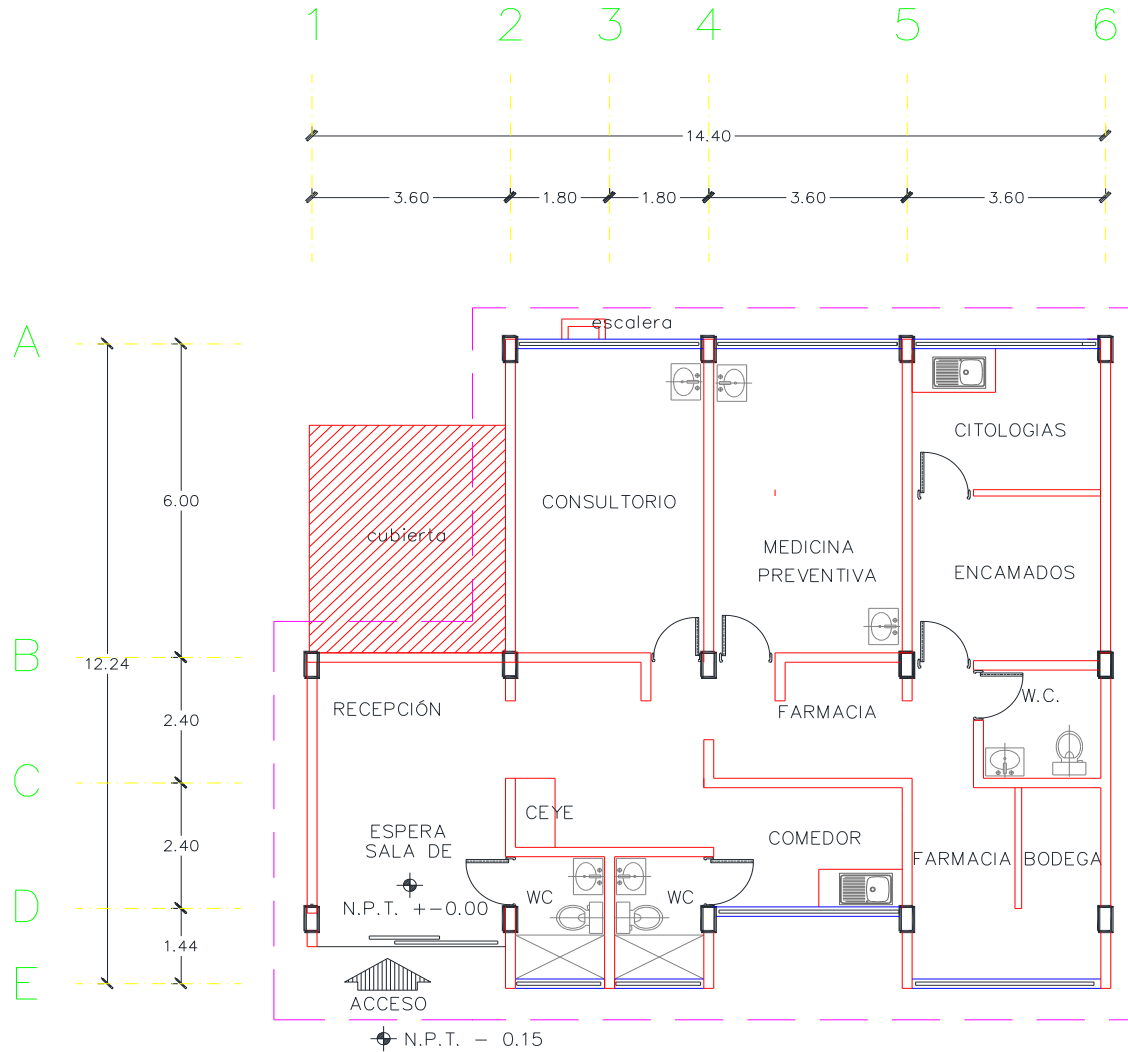 1 2 3 4 5 6
14.40
3.60 1.80 1.80 3.60 3.60
A
escalera
CITOLOGIAS
6.00
CONSULTORIO
cubierta
MEDICINA
PREVENTIVA
ENCAMADOS
B
12.24
W.C.
RECEPCIÓN
FARMACIA
2.40
C
CEYE
ESPERA
SALA DE
COMEDOR
2.40
FARMACIA
BODEGA
WC
WC
D
N.P.T. +-0.00
1.44
E
ACCESO
N.P.T. - 0.15